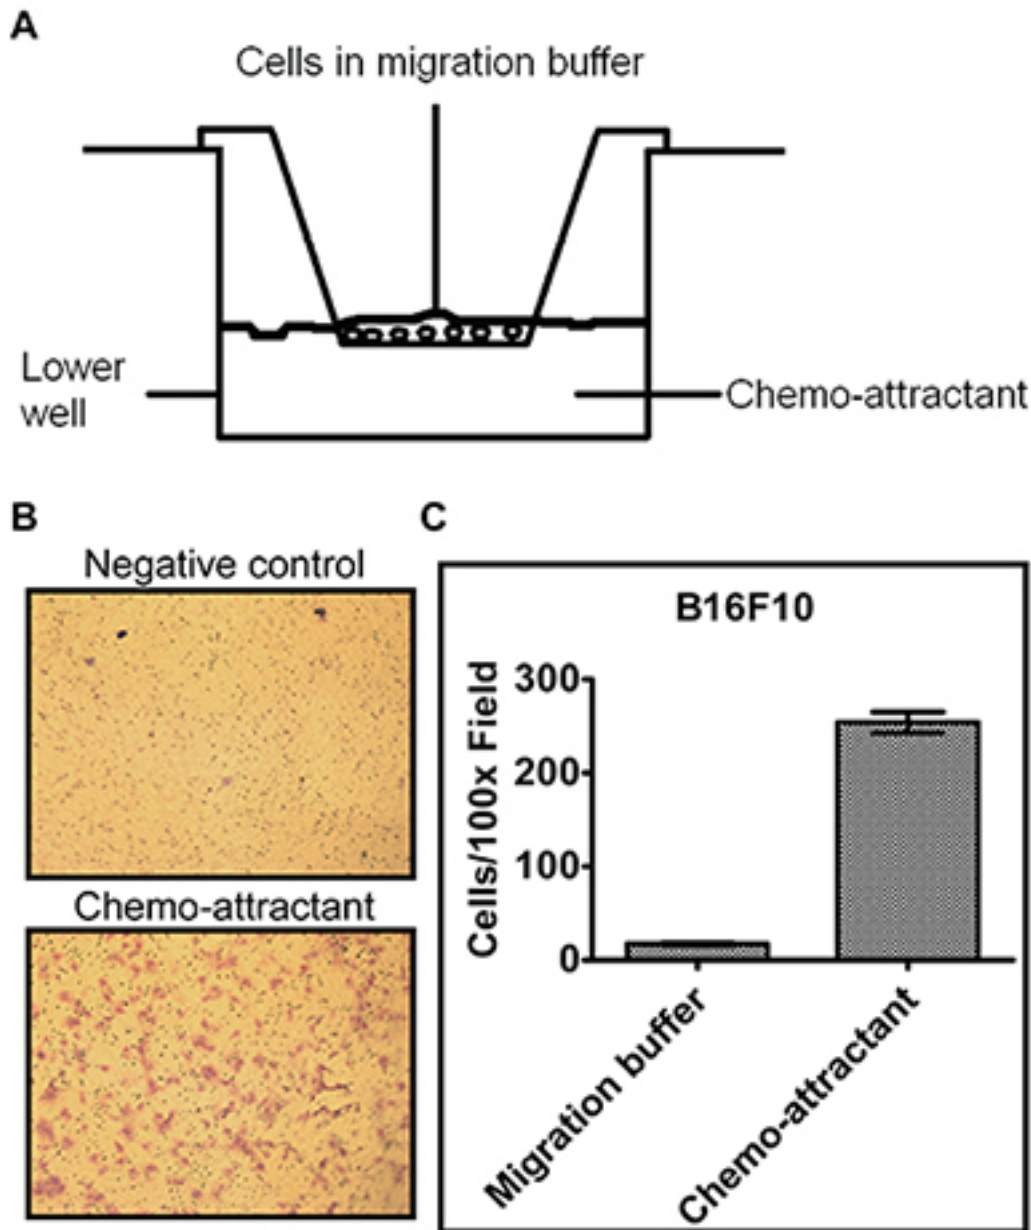 A
Cells in migration buffer
Lower
well
Chemo-attractant
B
Negative control
Chemo-attractant
C
B16F10
Cells/100x Field
300
200
100
0
Migration buffer
Chemo-attractant